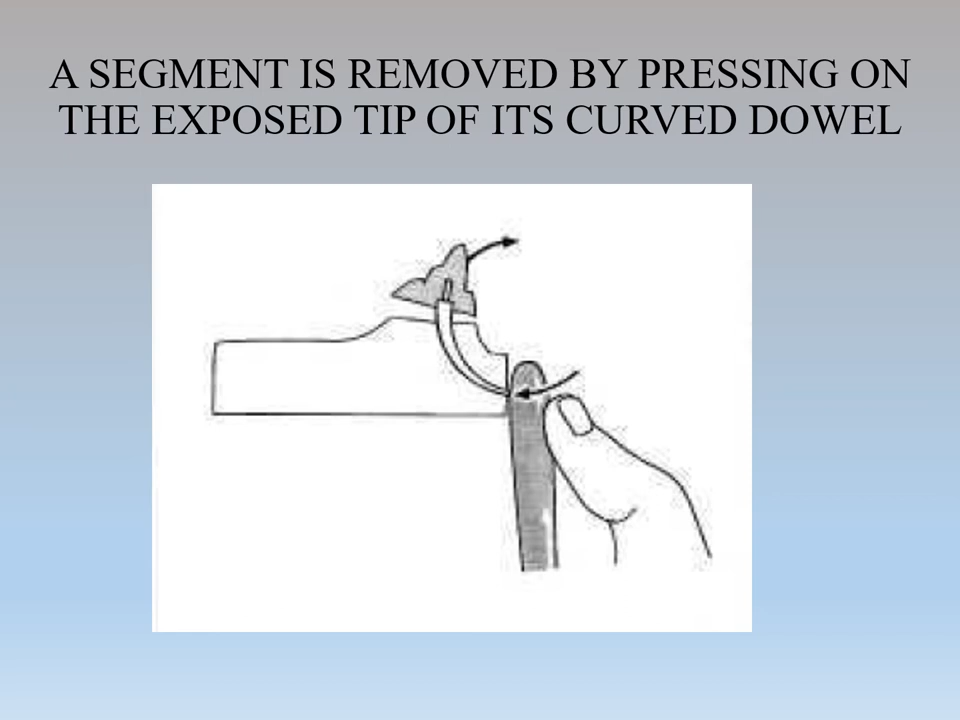 A SEGMENT IS REMOVED BY PRESSING ON
THE EXPOSED TIP OF ITS CURVED DOWEL